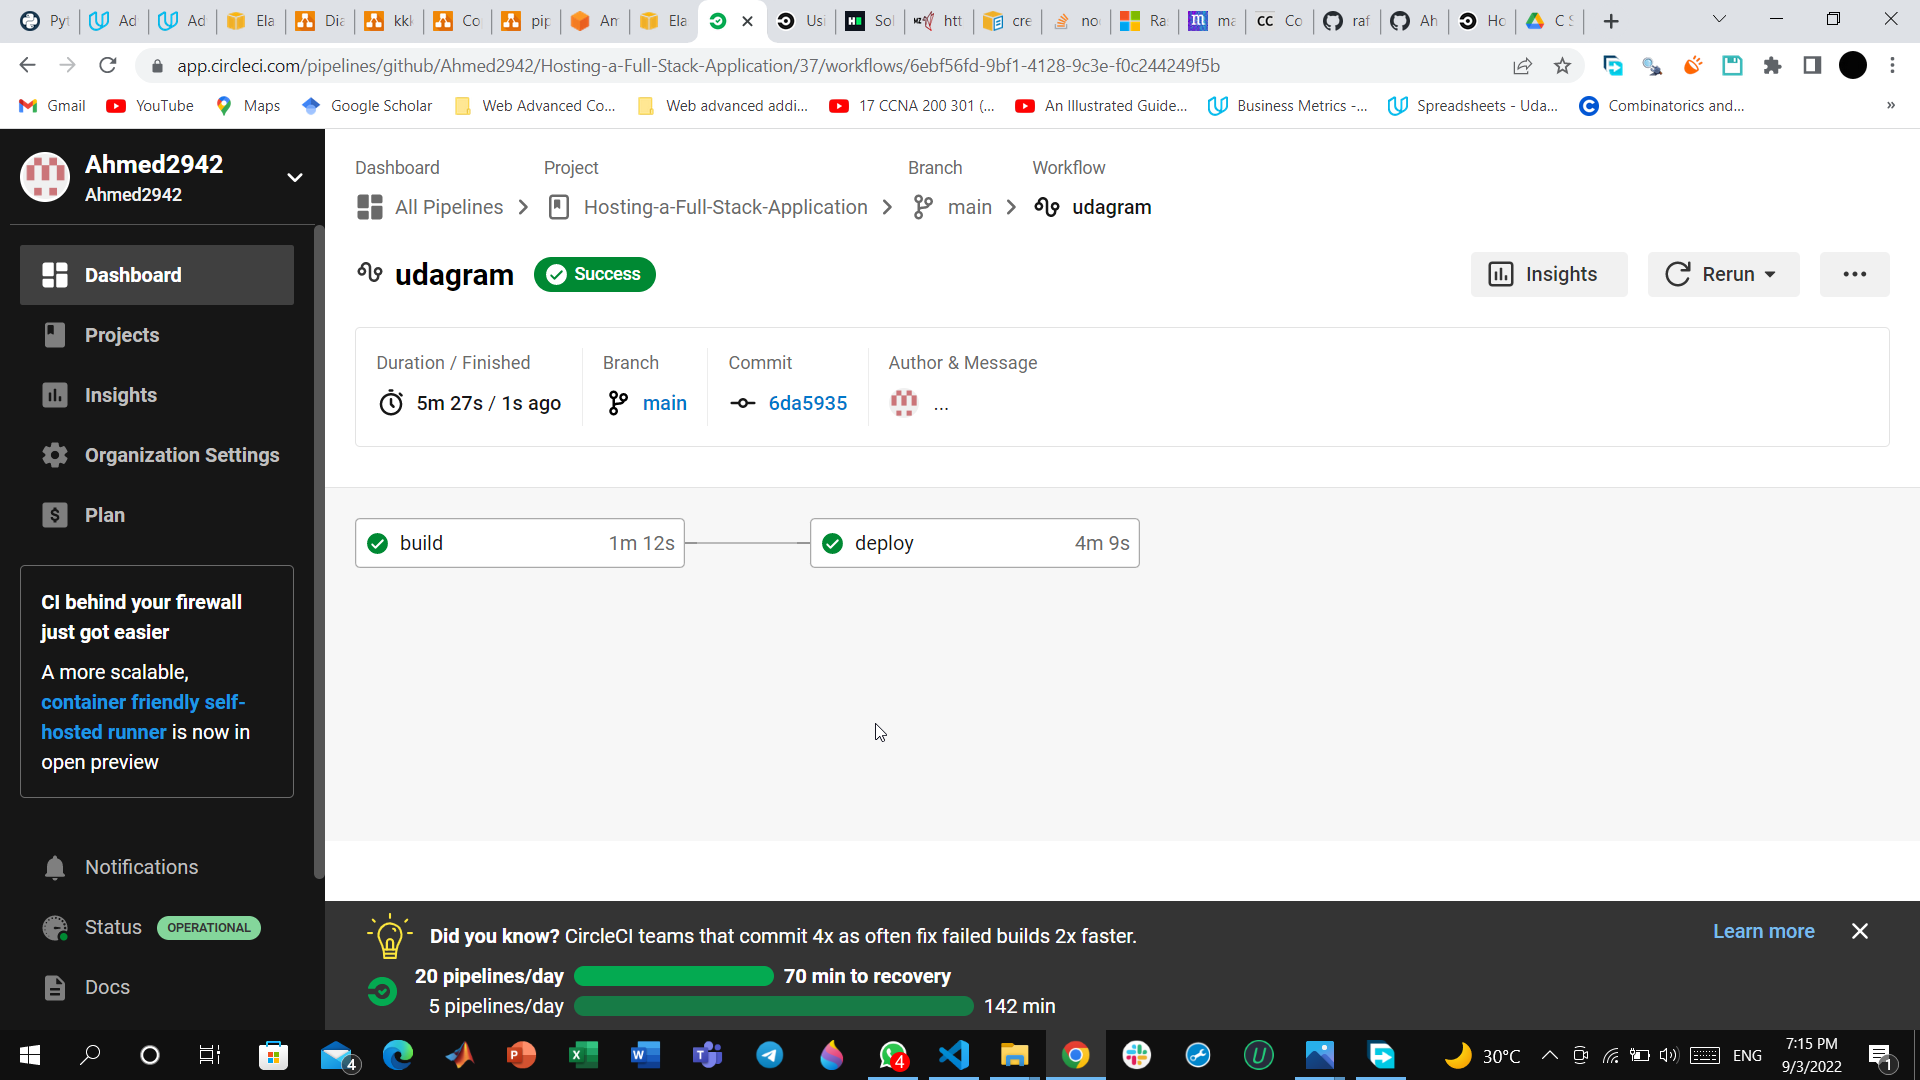 Pyt
Ad
Ad
Ela
Dia
kkk
Co
pip
Am
Ela
Usi
Sol
htt
cre
noc
Ra
ma
Co
raf
Ah
Ho
C S
app.circleci.com/pipelines/github/Ahmed2942/Hosting-a-Full-Stack-Application/37/workflows/6ebf56fd-9bf1-4128-9c3e-f0c244249f5b
Gmail
YouTube
Maps
Google Scholar
Web Advanced Co...
Web advanced addi...
17 CCNA 200 301 (...
An Illustrated Guide...
Business Metrics -...
Spreadsheets - Uda...
Combinatorics and...
»
Ahmed2942
Ahmed2942
Dashboard
Projects
Insights
Organization Settings
Plan
CI behind your firewall
just got easier
A more scalable,
container friendly self-
hosted runner is now in
open preview
Notifications
Status OPERATIONAL
Docs
Dashboard
Project
Branch
Workflow
All Pipelines
Hosting-a-Full-Stack-Application
main
udagram
udagram
Success
Insights
Rerun
Duration / Finished
5m 27s / 1s ago
Branch
main
Commit
6da5935
Author & Message
...
build 1m 12s
deploy 4m 9s
Did you know? CircleCI teams that commit 4x as often fix failed builds 2x faster.
Learn more
20 pipelines/day 70 min to recovery
5 pipelines/day 142 min
4
4
30°C
ENG
7:15 PM
9/3/2022
1